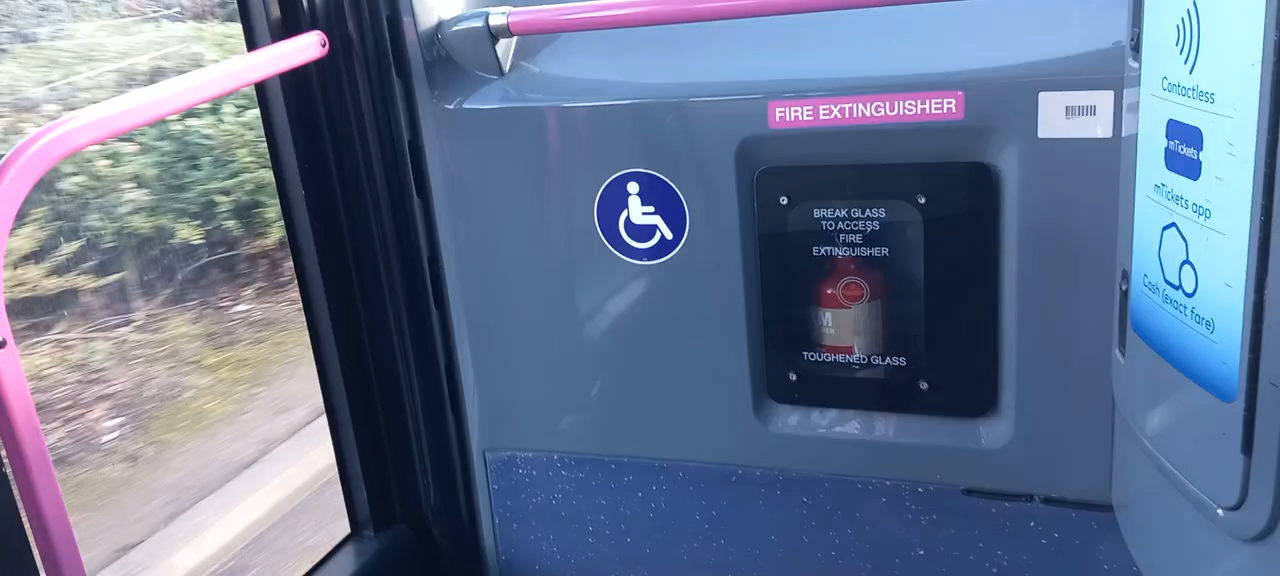 FIRE EXTINGUISHER
BREAK GLASS
TO ACCESS
FIRE
EXTINGUISHER
M
TOUGHENED GLASS
Contactless
mTickets
mTickets app
Cash (exact fare)